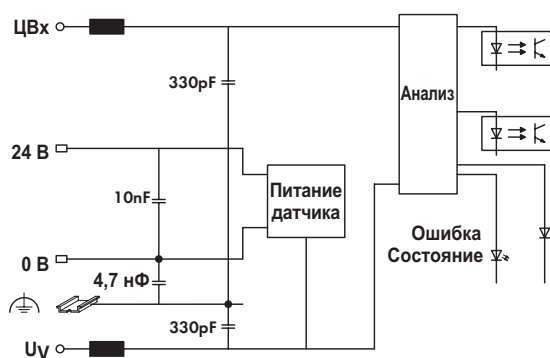 ЦВх
330pF
Анализ
24 В
Питание
датчика
10nF
Ошибка
Состояние
0 В
4,7 нФ
330pF
UV